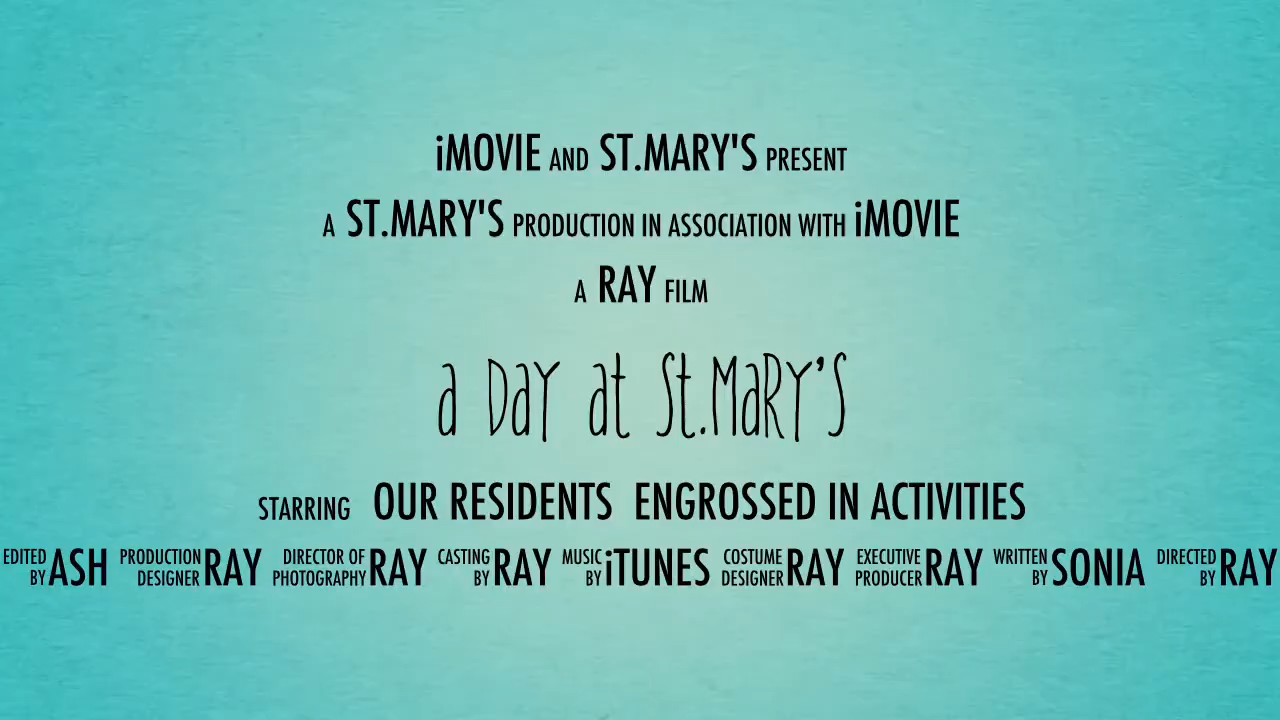 iMOVIE AND ST.MARY'S PRESENT
A ST.MARY'S PRODUCTION IN ASSOCIATION WITH iMOVIE
A RAY FILM
a Day at St.MaRY'S
STARRING OUR RESIDENTS ENGROSSED IN ACTIVITIES
EDITED BY ASH PRODUCTION DESIGNER RAY DIRECTOR OF PHOTOGRAPHY RAY CASTING BY RAY MUSIC BY iTUNES COSTUME DESIGNER RAY EXECUTIVE PRODUCER RAY WRITTEN BY SONIA DIRECTED BY RAY